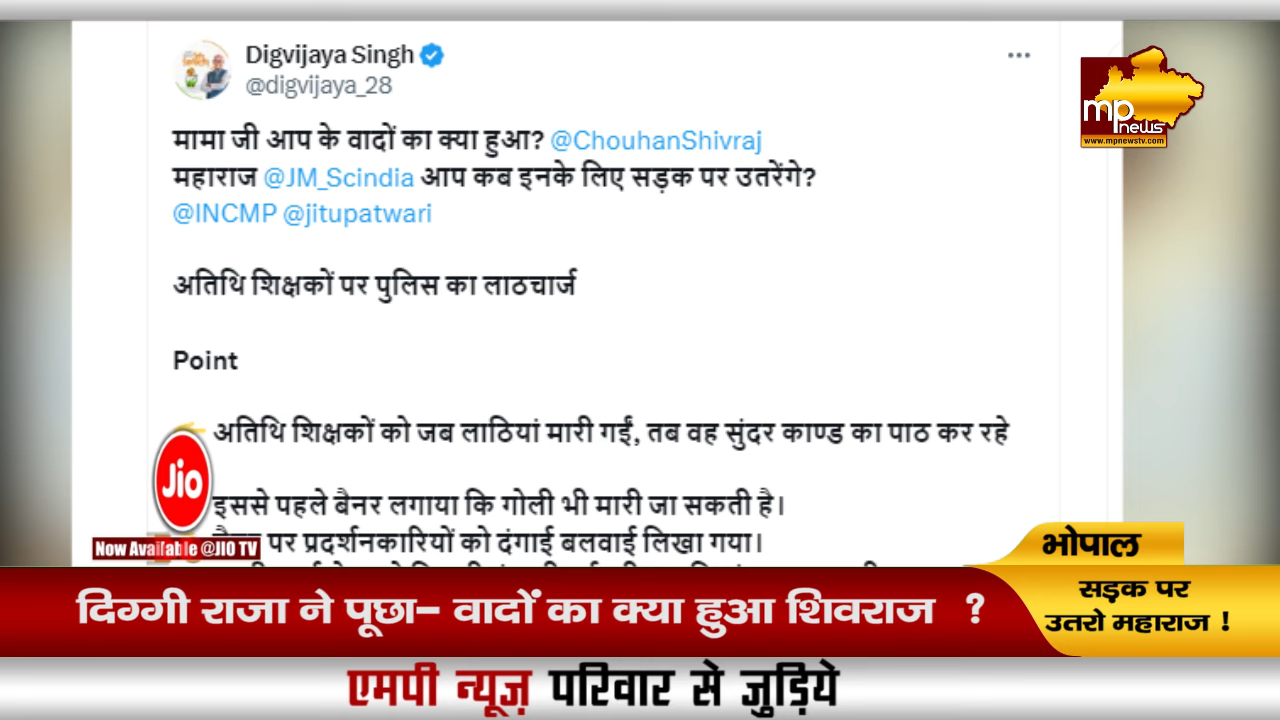 Digvijaya Singh
@digvijaya_28
मामा जी आप के वादों का क्या हुआ? @ChouhanShivraj
महाराज @JM_Scindia आप कब इनके लिए सड़क पर उतरेंगे?
@INCMP @jitupatwari
अतिथि शिक्षकों पर पुलिस का लाठचार्ज
Point
अतिथि शिक्षकों को जब लाठियां मारी गईं, तब वह सुंदर काण्ड का पाठ कर रहे
इससे पहले बैनर लगाया कि गोली भी मारी जा सकती है।
पर प्रदर्शनकारियों को दंगाई बलवाई लिखा गया।
mp news
www.mpnewstv.com
Jio
Now Available @JIO TV
भोपाल
सड़क पर
उतरो महाराज !
दिग्गी राजा ने पूछा- वादों का क्या हुआ शिवराज ?
एमपी न्यूज़ परिवार से जुड़िये